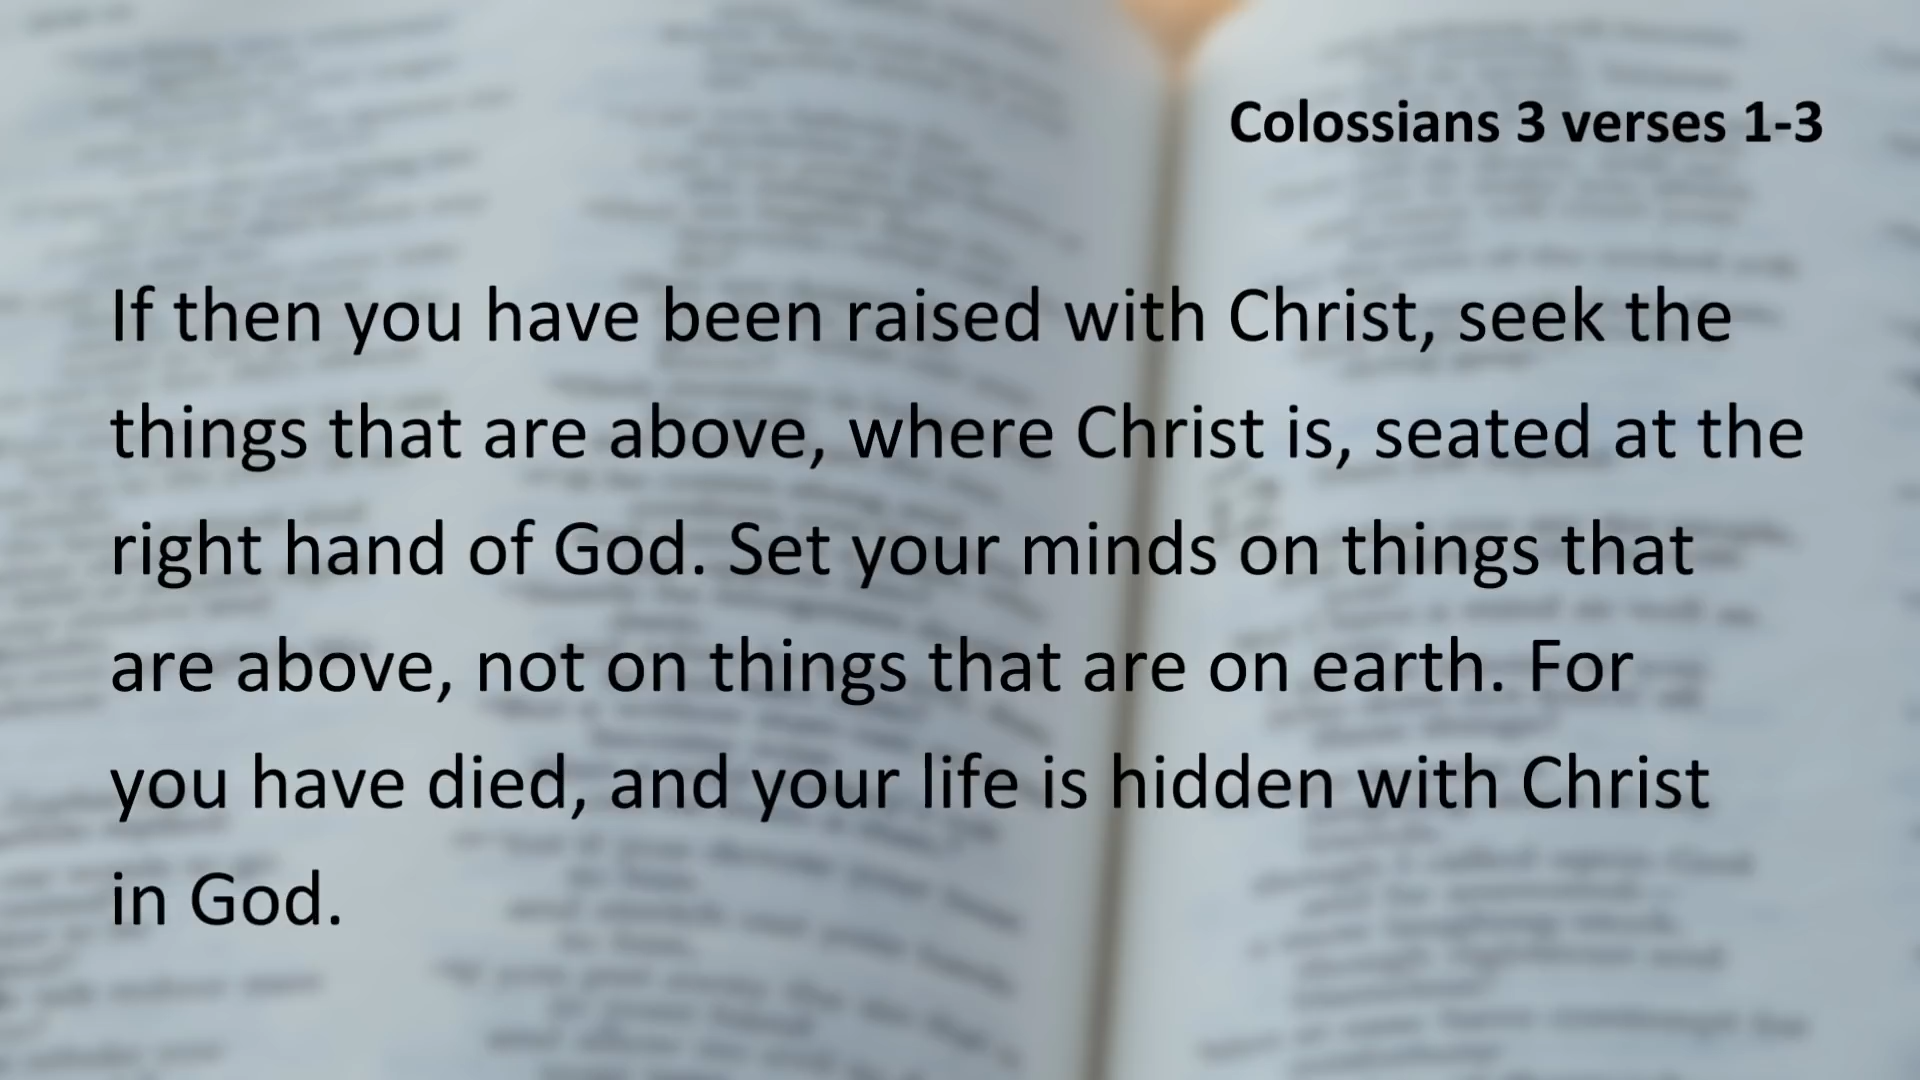 Colossians 3 verses 1-3
If then you have been raised with Christ, seek the
things that are above, where Christ is, seated at the
right hand of God. Set your minds on things that
are above, not on things that are on earth. For
you have died, and your life is hidden with Christ
in God.